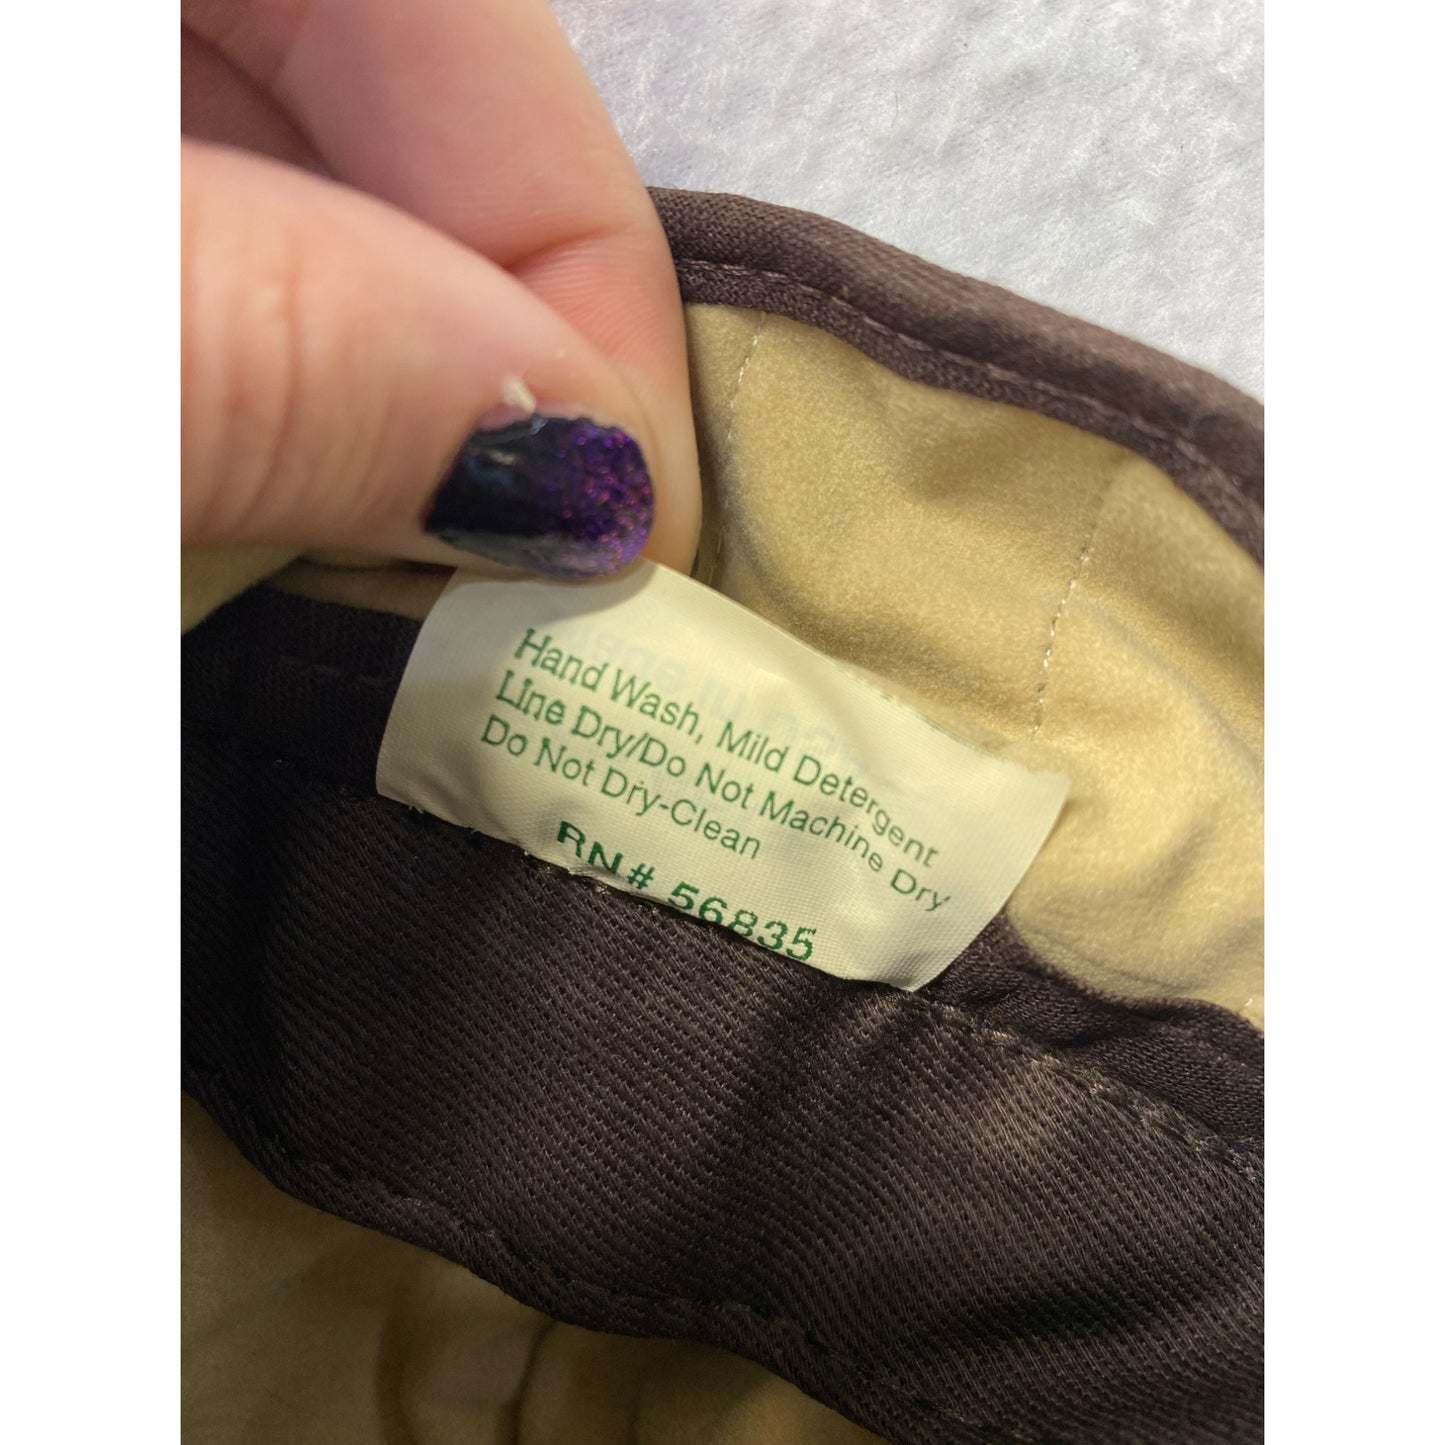 Hand Wash, Mild Detergent
Line Dry/Do Not Machine Dry
Do Not Dry-Clean
RN# 56835